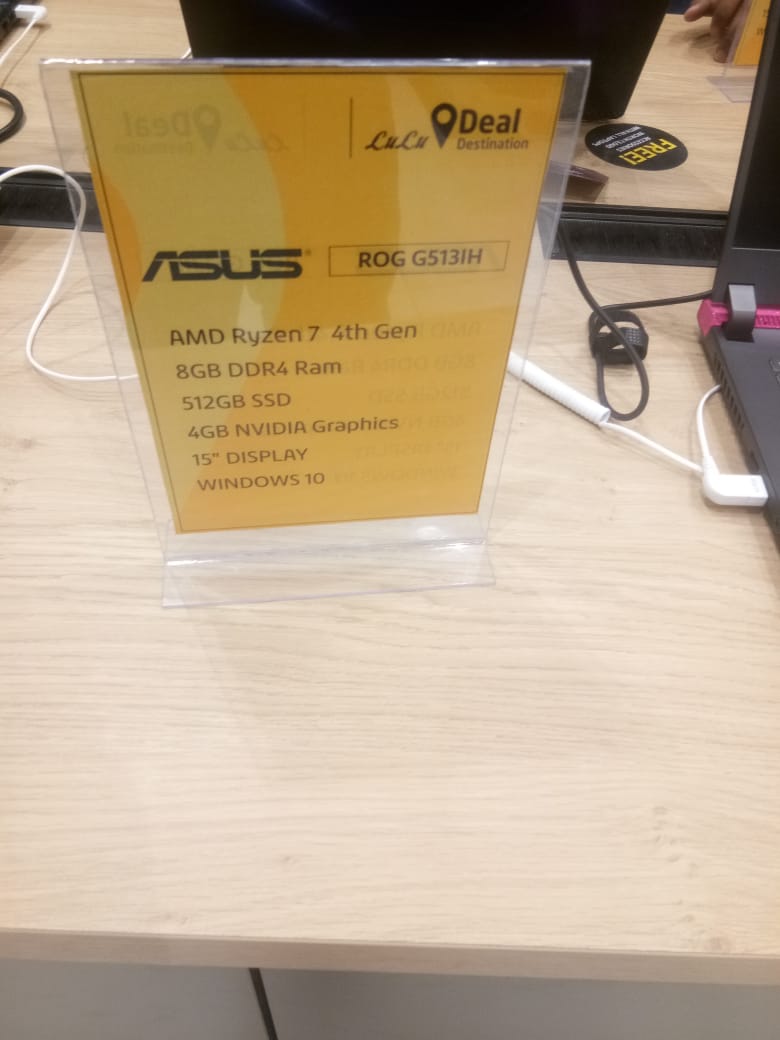 LuLu Deal
Destination
ASUS ROG G513IH
AMD Ryzen 7 4th Gen
8GB DDR4 Ram
512GB SSD
4GB NVIDIA Graphics
15" DISPLAY
WINDOWS 10
FREE!